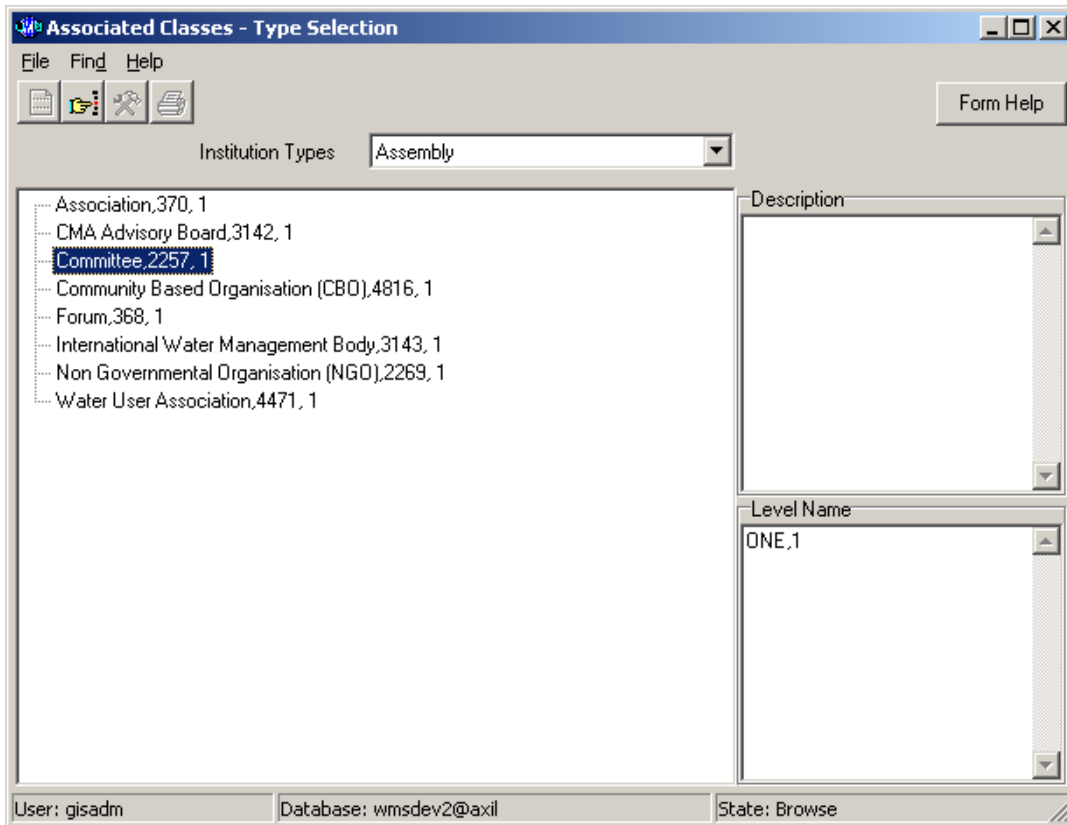 Associated Classes - Type Selection
File Find Help
Form Help
Institution Types Assembly
Association,370, 1
CMA Advisory Board,3142, 1
Committee,2257, 1
Community Based Organisation (CBO),4816, 1
Forum,368, 1
International Water Management Body,3143, 1
Non Governmental Organisation (NGO),2269, 1
Water User Association,4471, 1
Description
Level Name
ONE,1
User: gisadm Database: wmsdev2@axil State: Browse